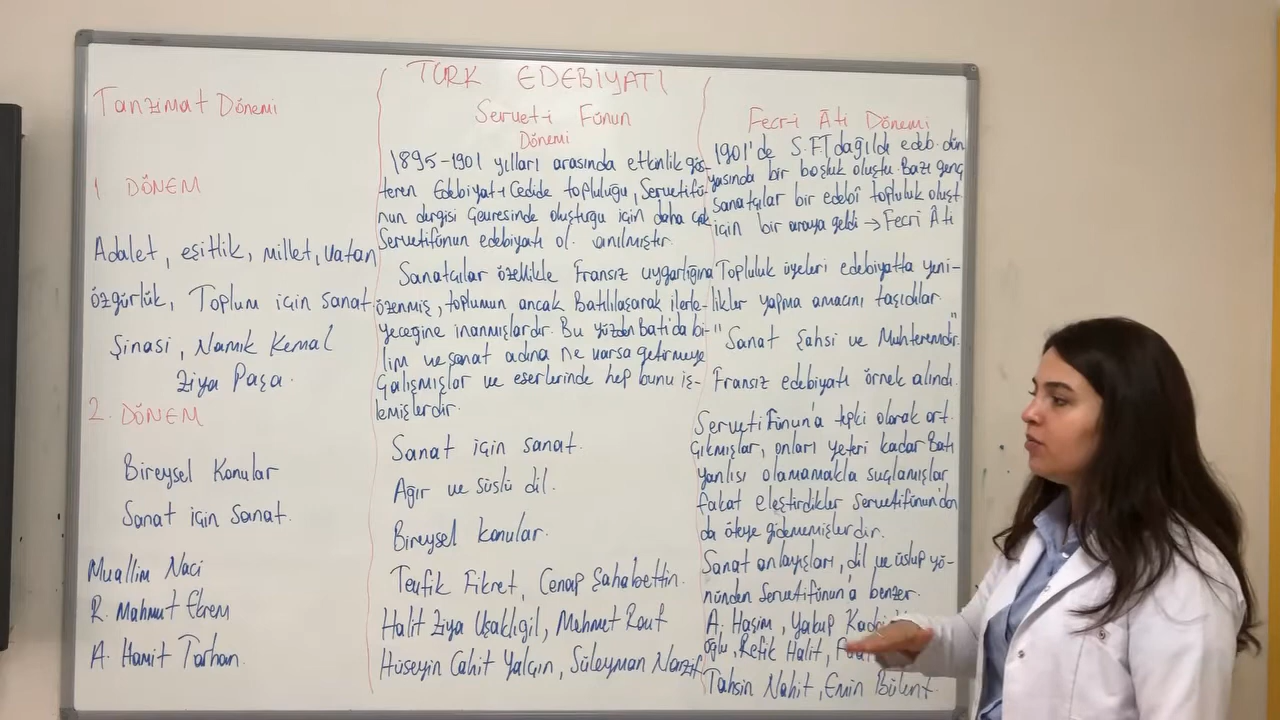 TÜRK EDEBİYATI
Tanzimat Dönemi
1 DÖNEM
Adalet, eşitlik, millet, vatan
özgürlük, Toplum için sanat.
Şinasi, Namık Kemal
Ziya Paşa.
2. DÖNEM
Bireysel Konular
Sanat için Sanat.
Muallim Naci
R. Mahmut Ekrem
A. Hamit Tarhan.
Servet-i Fünun
Dönemi
1895-1901 yılları arasında etkinlik gös-
teren Edebiyat-ı Cedide topluluğu, Servetifü-
nun dergisi Çevresinde oluştuğu için daha çok
Servetifünun edebiyatı ol. anılmıştır.
Sanatçılar özellikle Fransız uygarlığına
özenmiş, toplumun ancak Batılılaşarak ilerle-
yeceğine inanmışlardır. Bu yüzden Batı'da bi-
lim ve sanat adına ne varsa getirmeye
Çalışmışlar ve eserlerinde hep bunu iş-
lemişlerdir.
Sanat için sanat.
Ağır ve süslü dil.
Bireysel konular.
Tevfik Fikret, Cenap Şahabettin.
Halit Ziya Uşaklıgil, Mehmet Rauf
Hüseyin Cahit Yalçın, Süleyman Nazif
Fecr-i Âti Dönemi
1901'de S.F.T dağıldı edeb. dün
yasında bir boşluk oluştu. Bazı genç
sanatçılar bir edebî topluluk oluşt.
için bir araya geldi → Fecri Âti
Topluluk üyeleri edebiyatta yeni-
likler yapma amacını taşıdılar.
"Sanat Şahsi ve Muhteremdir."
Fransız edebiyatı örnek alındı.
Servetifünun'a tepki olarak ort.
Çıkmışlar, onları yeteri kadar Batı
yanlısı olamamakla suçlamışlar
fakat eleştirdikler Servetifünun'dan
da öteye gidememişlerdir.
Sanat anlayışları, dil ve üslup yö-
nünden Servetifünun'a benzer.
A. Haşim, Yakup
oğlu, Refik Halit,
Tahsin Nahit, Emin Bülent.